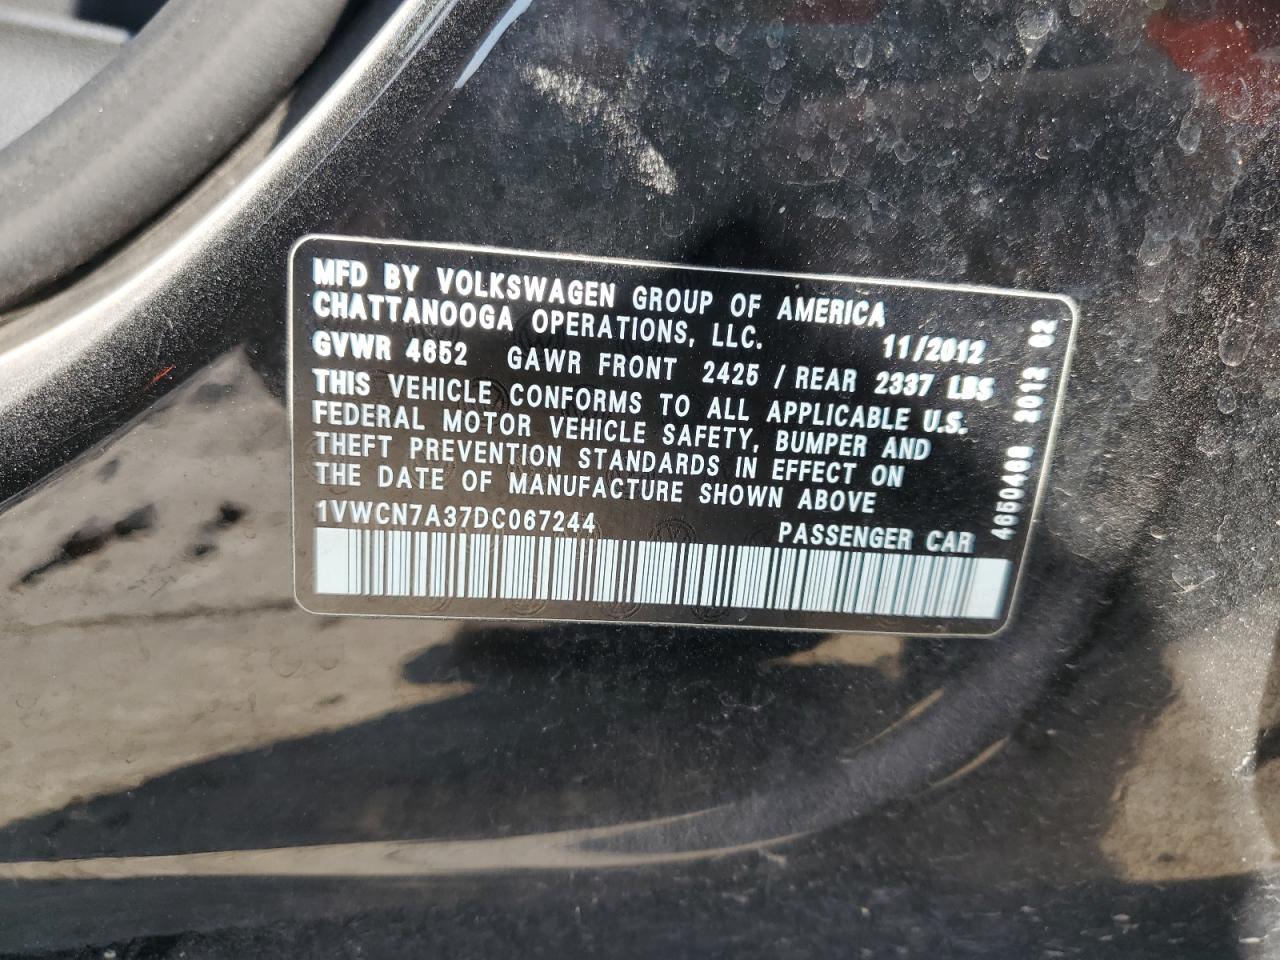 MFD BY VOLKSWAGEN GROUP OF AMERICA
CHATTANOOGA OPERATIONS, LLC. 11/2012
GVWR 4652 GAWR FRONT 2425 / REAR 2337 LBS
THIS VEHICLE CONFORMS TO ALL APPLICABLE U.S.
FEDERAL MOTOR VEHICLE SAFETY, BUMPER AND
THEFT PREVENTION STANDARDS IN EFFECT ON
THE DATE OF MANUFACTURE SHOWN ABOVE
1VWCN7A37DC067244 PASSENGER CAR
2012 02